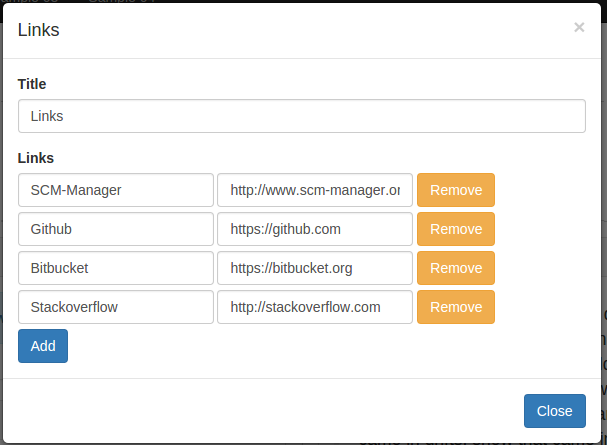 Links ×
Title
Links
Links
SCM-Manager http://www.scm-manager.or Remove
Github https://github.com Remove
Bitbucket https://bitbucket.org Remove
Stackoverflow http://stackoverflow.com Remove
Add
Close